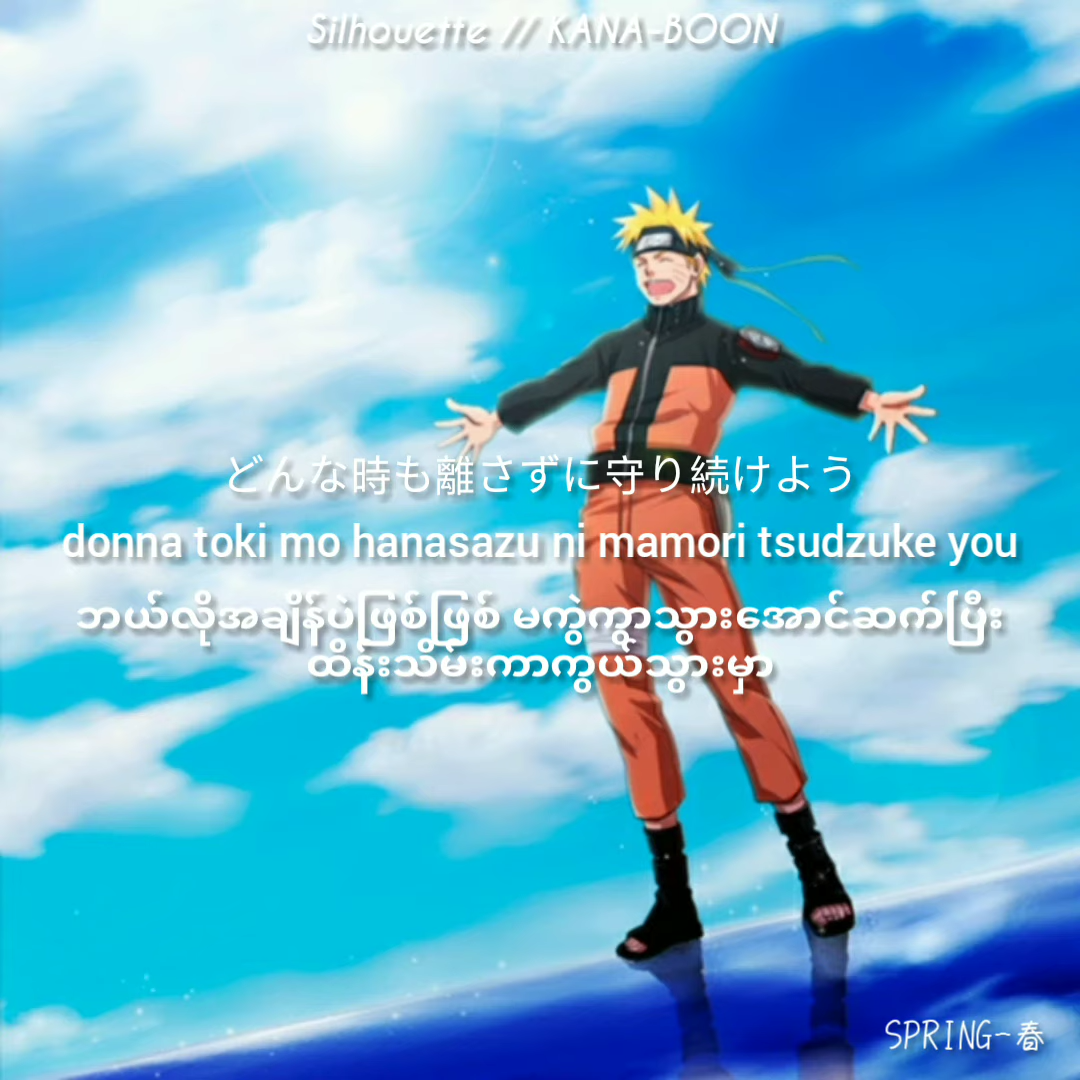 Silhouette // KANA-BOON
どんな時も離さずに守り続けよう
donna toki mo hanasazu ni mamori tsudzuke you
ဘယ်လိုအချိန်ပဲဖြစ်ဖြစ် မကွဲကွာသွားအောင်ဆက်ပြီး
ထိန်းသိမ်းကာကွယ်သွားမှာ
SPRING-春